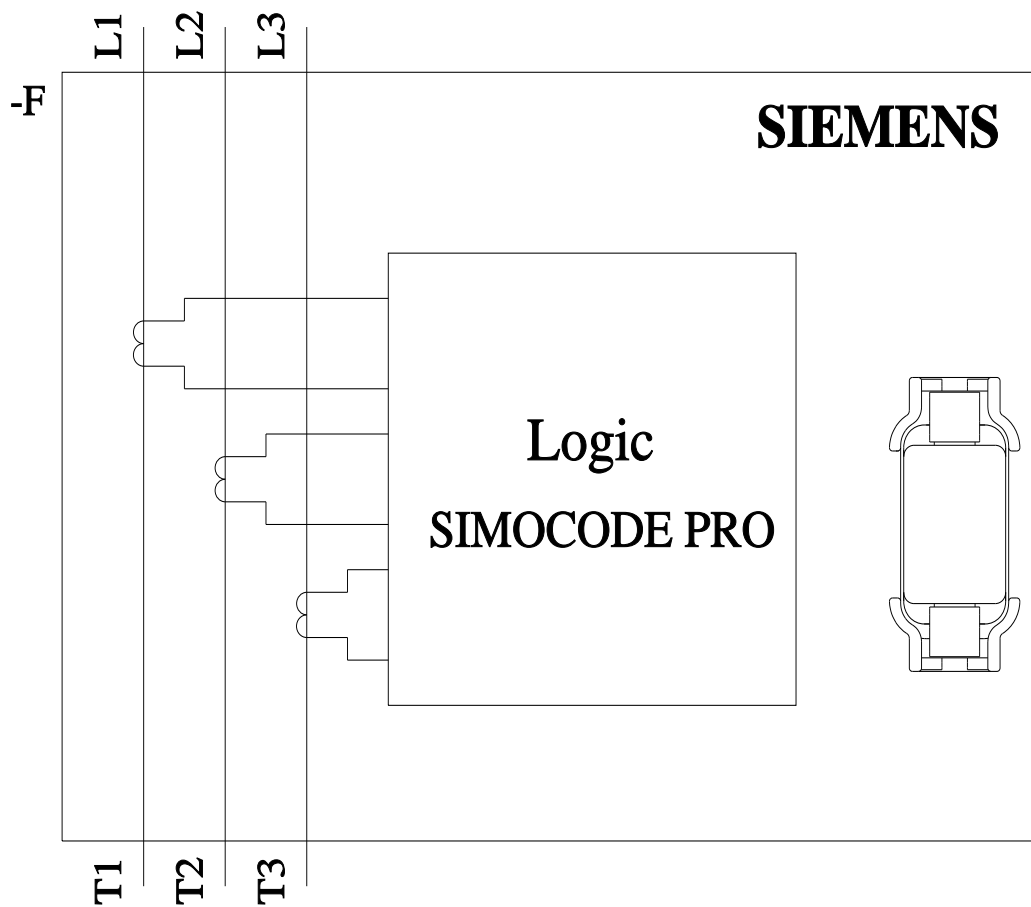 L1 L2 L3
-F
SIEMENS
Logic
SIMOCODE PRO
T1 T2 T3